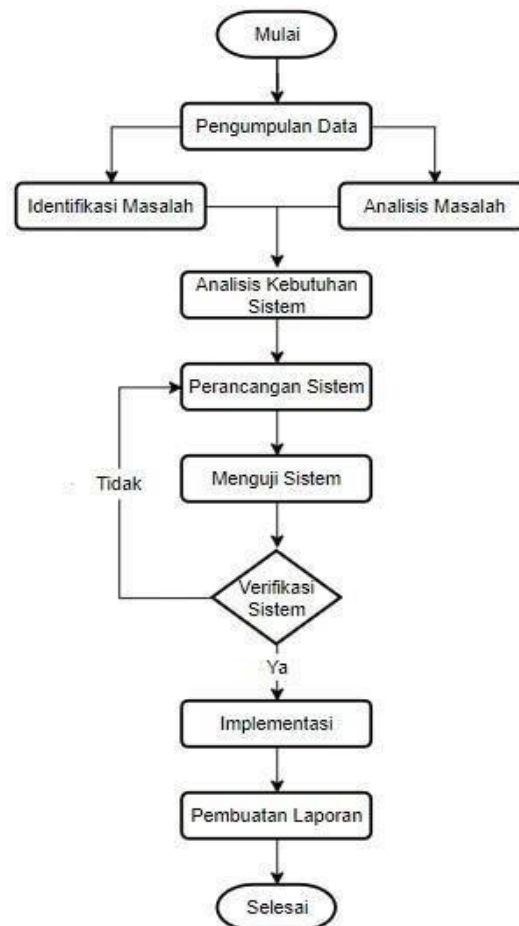 Mulai
Pengumpulan Data
Identifikasi Masalah
Analisis Masalah
Analisis Kebutuhan
Sistem
Perancangan Sistem
Tidak
Menguji Sistem
Verifikasi
Sistem
Ya
Implementasi
Pembuatan Laporan
Selesai